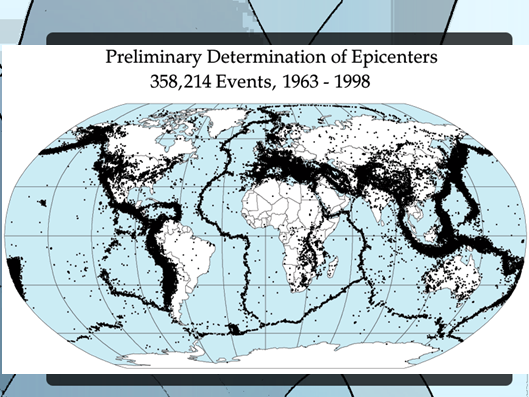 Preliminary Determination of Epicenters
358,214 Events, 1963 - 1998